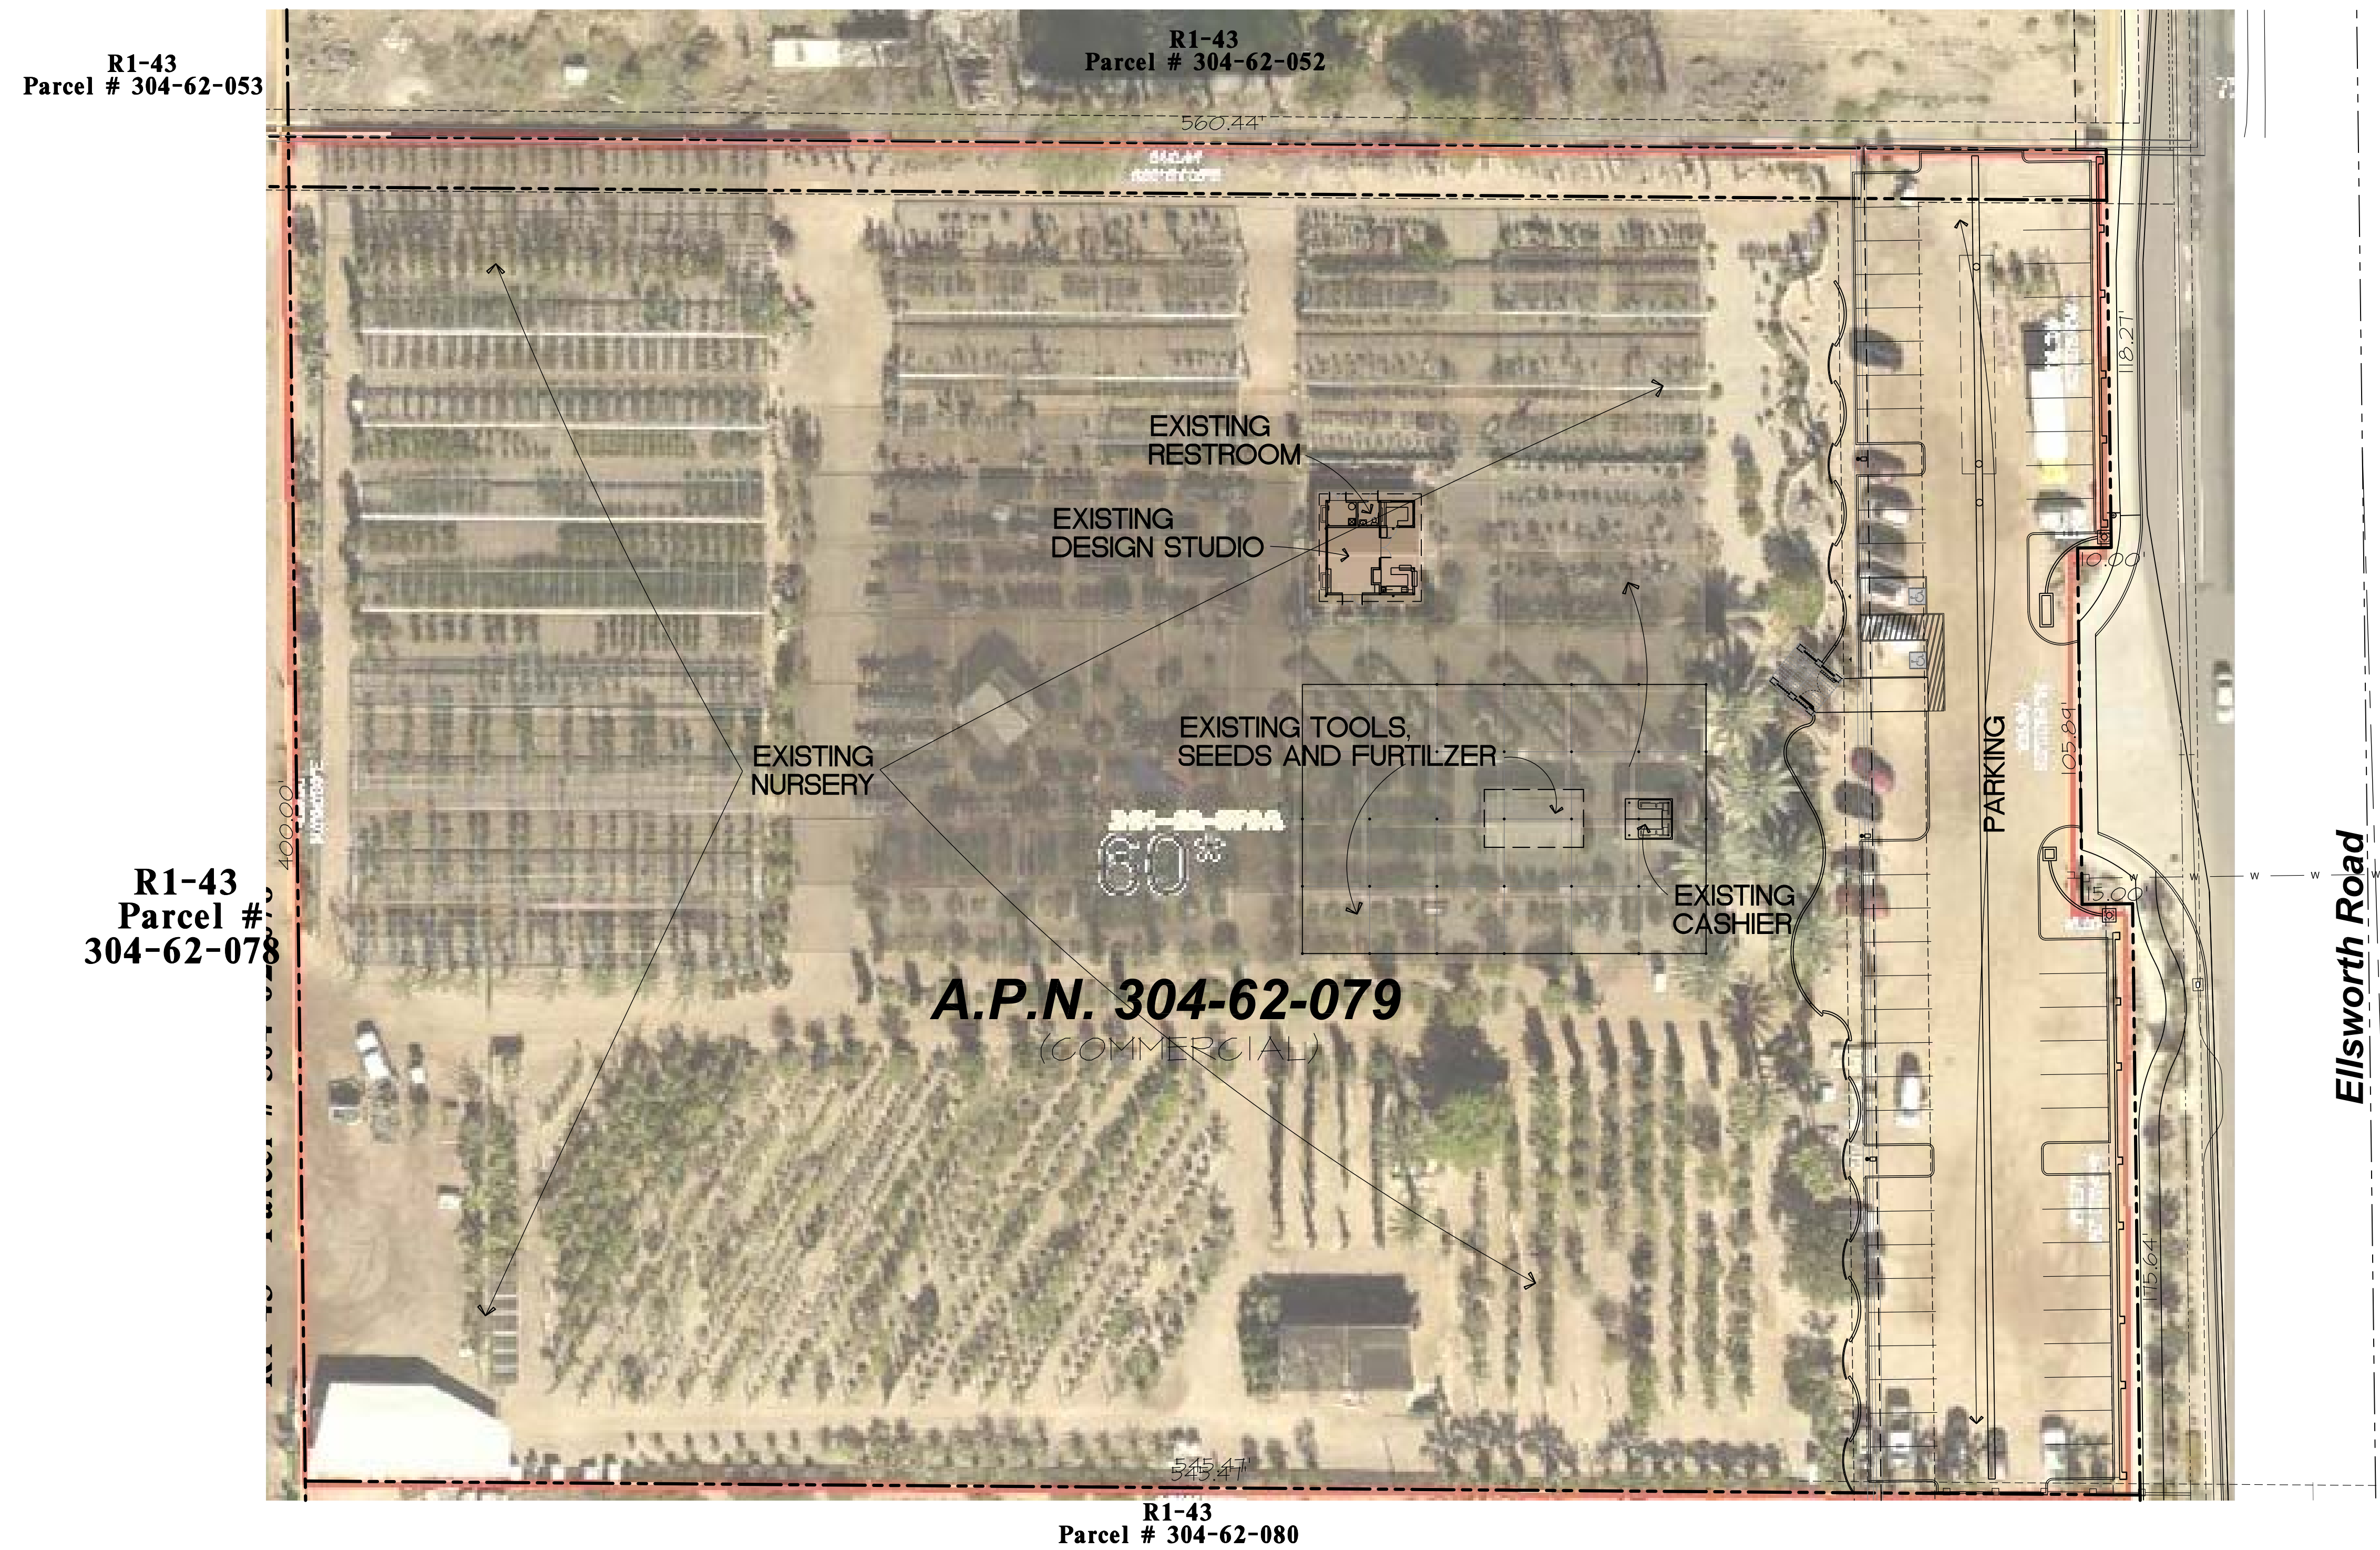 R1-43
Parcel # 304-62-053
R1-43
Parcel # 304-62-052
560.44'
118.27'
EXISTING
RESTROOM
EXISTING
DESIGN STUDIO
10.00'
EXISTING TOOLS,
SEEDS AND FURTILZER
EXISTING
NURSERY
PARKING
105.89'
400.00'
60
R1-43
Parcel #
304-62-078
15.00'
EXISTING
CASHIER
W
W
W
W
W
Ellsworth Road
A.P.N. 304-62-079
(COMMERCIAL)
175.64'
545.47'
545.47'
R1-43
Parcel # 304-62-080